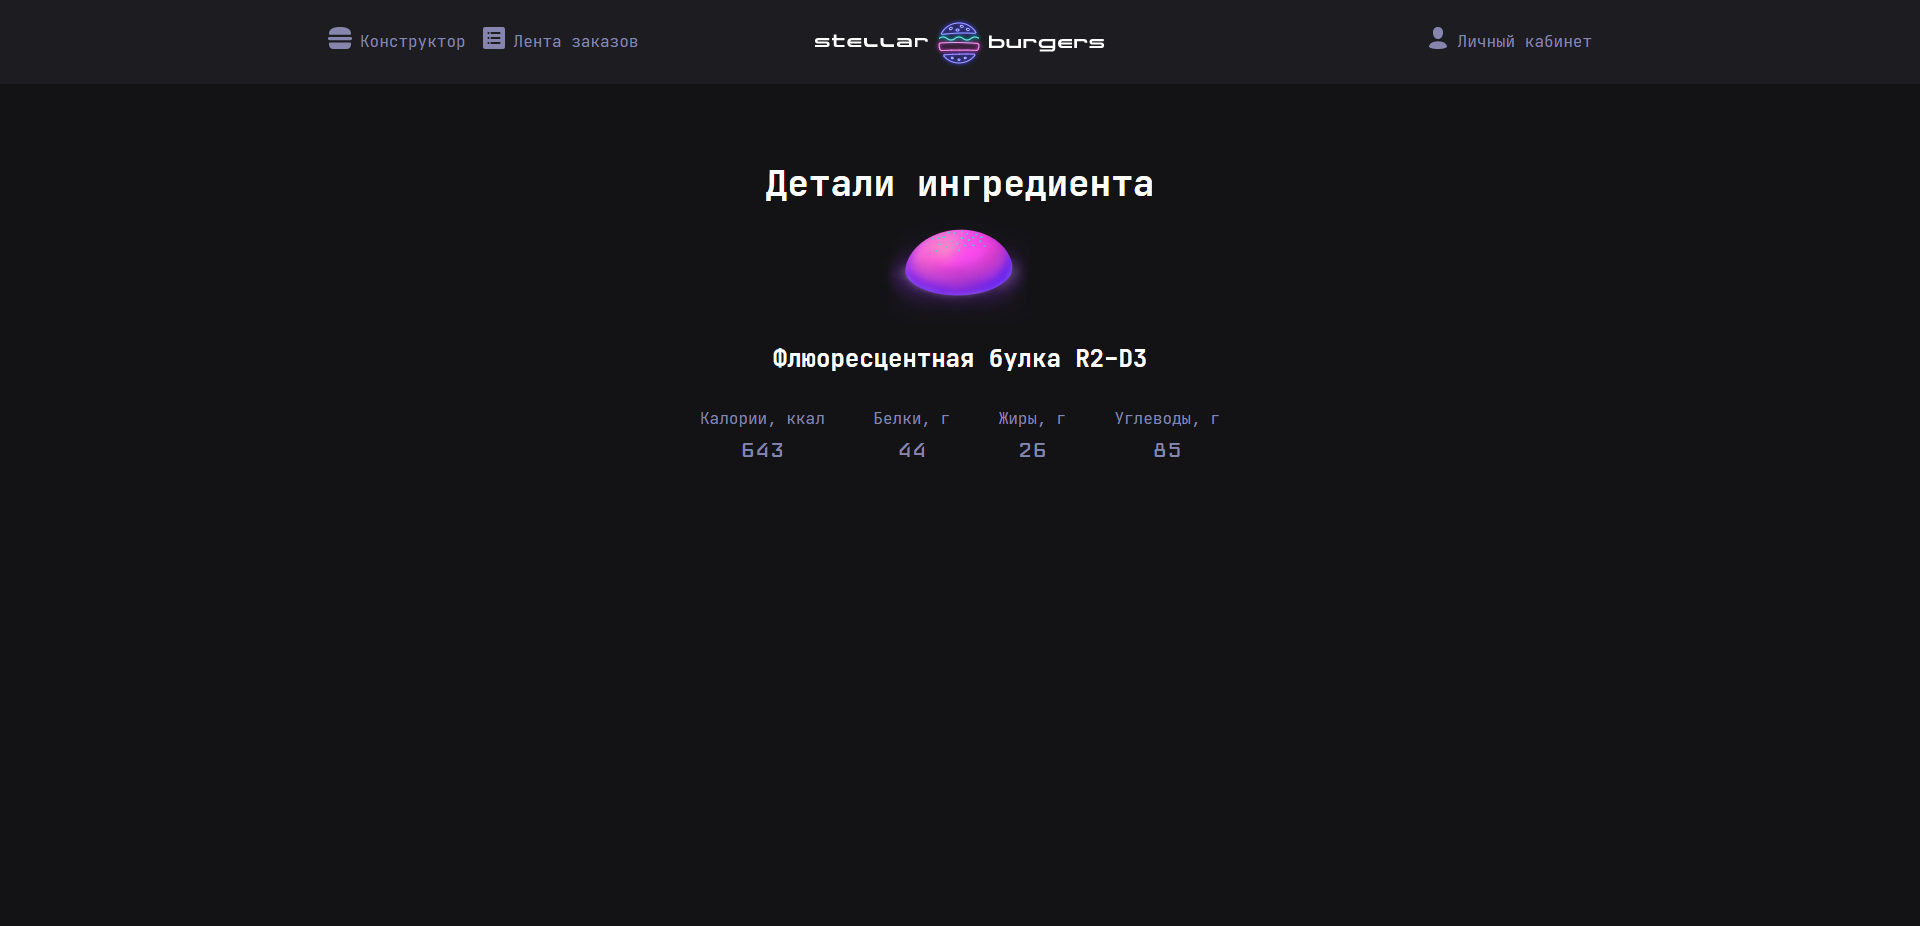 Конструктор
Лента заказов
stellar burgers
Личный кабинет
Детали ингредиента
Флюоресцентная булка R2-D3
Калории, ккал Белки, г Жиры, г Углеводы, г
643 44 26 85